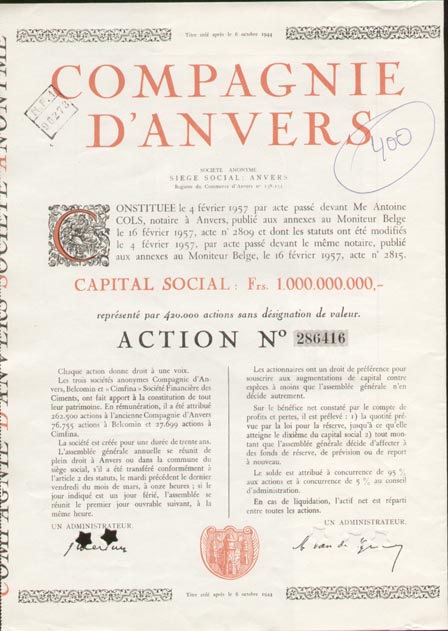 Titre créé après le 6 octobre 1944
COMPAGNIE
D'ANVERS
N.F.
96273
400
SOCIETE ANONYME
SIEGE SOCIAL: ANVERS
Registre du Commerce d'Anvers n°
CONSTITUEE le 4 février 1957 par acte passé devant Me Antoine
COLS, notaire à Anvers, publié aux annexes au Moniteur Belge
le 16 février 1957, acte n° 2809 et dont les statuts ont été modifiés
le 4 février 1957, par acte passé devant le même notaire, publié
aux annexes au Moniteur Belge, le 16 février 1957, acte n° 2815.
CAPITAL SOCIAL: Frs. 1.000.000.000,-
représenté par 420.000 actions sans désignation de valeur.
ACTION N° 286416
Chaque action donne droit à une voix.
Les trois sociétés anonymes Compagnie d'An-
vers, Belcomin et « Cimfina » Société Financière des
Ciments, ont fait apport à la constitution de tout
leur patrimoine. En rémunération, il a été attribué
262.500 actions à l'ancienne Compagnie d'Anvers
76.755 actions à Belcomin et 27.699 actions à
Cimfina.
La société est créée pour une durée de trente ans.
L'assemblée générale annuelle se réunit de
plein droit à Anvers ou dans la commune du
siège social, s'il a été transféré conformément à
l'article 2 des statuts, le mardi précédent le dernier
vendredi du mois de mars, à onze heures ; si le
jour indiqué est un jour férié, l'assemblée se
réunit le premier jour ouvrable suivant, à la
même heure.
UN ADMINISTRATEUR.
Les actionnaires ont un droit de préférence pour
souscrire aux augmentations de capital contre
espèces à moins que l'assemblée générale n'en
décide autrement.
Sur le bénéfice net constaté par le compte de
profits et pertes, il est prélevé : 1) la quotité pré-
vue par la loi pour la réserve, jusqu'à ce qu'elle
atteigne le dixième du capital social 2) tout mon-
tant que l'assemblée générale décide d'affecter à
des fonds de réserve, de prévision ou de report
à nouveau.
Le solde est attribué à concurrence de 95 %
aux actions et à concurrence de 5 % au conseil
d'administration.
En cas de liquidation, l'actif net est réparti
entre toutes les actions.
UN ADMINISTRATEUR.
Titre créé après le 6 octobre 1944
COMPAGNIE D'ANVERS SOCIÉTÉ ANONYME